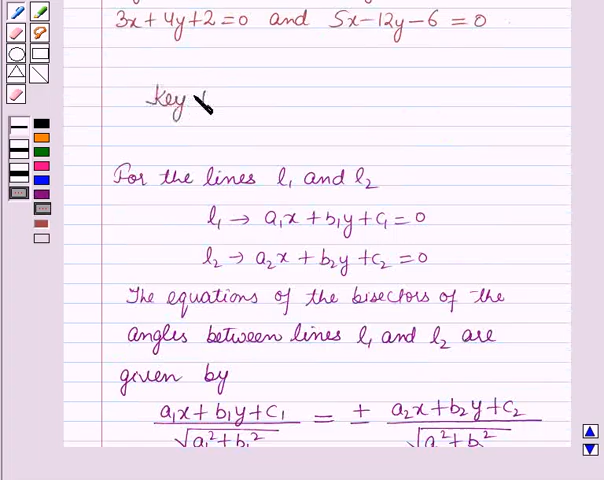 3x+4y+2=0 and 5x-12y-6=0
Key
For the lines l₁ and l₂
l₁ → a₁x + b₁y + c₁ = 0
l₂ → a₂x + b₂y + c₂ = 0
The equations of the bisectors of the
angles between lines l₁ and l₂ are
given by
a₁x + b₁y + c₁ = ± a₂x + b₂y + c₂
√a₁² + b₁² √a₂² + b₂²